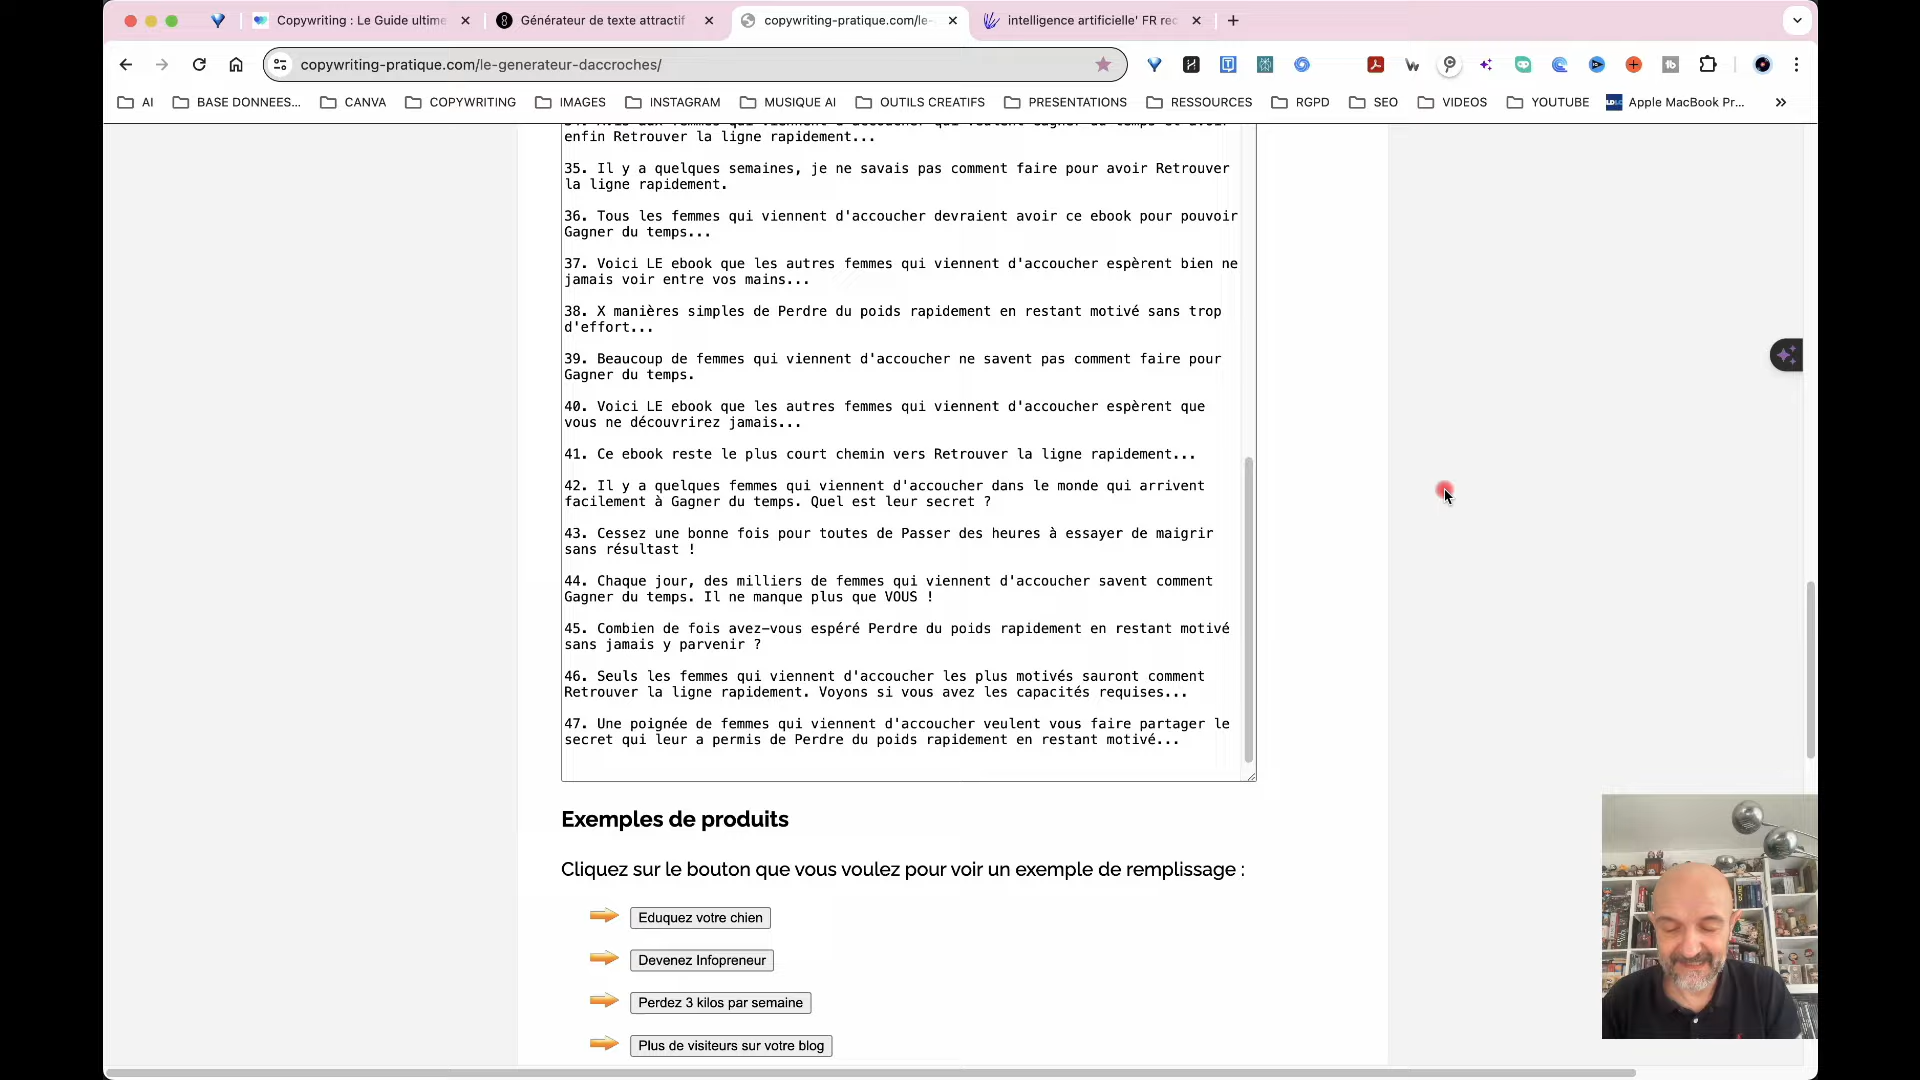 Copywriting : Le Guide ultime
Générateur de texte attractif
copywriting-pratique.com/le-
intelligence artificielle' FR rec
copywriting-pratique.com/le-generateur-daccroches/
AI
BASE DONNEES...
CANVA
COPYWRITING
IMAGES
INSTAGRAM
MUSIQUE AI
OUTILS CREATIFS
PRESENTATIONS
RESSOURCES
RGPD
SEO
VIDEOS
YOUTUBE
Apple MacBook Pr...
enfin Retrouver la ligne rapidement...
35. Il y a quelques semaines, je ne savais pas comment faire pour avoir Retrouver
la ligne rapidement.
36. Tous les femmes qui viennent d'accoucher devraient avoir ce ebook pour pouvoir
Gagner du temps...
37. Voici LE ebook que les autres femmes qui viennent d'accoucher espèrent bien ne
jamais voir entre vos mains...
38. X manières simples de Perdre du poids rapidement en restant motivé sans trop
d'effort...
39. Beaucoup de femmes qui viennent d'accoucher ne savent pas comment faire pour
Gagner du temps.
40. Voici LE ebook que les autres femmes qui viennent d'accoucher espèrent que
vous ne découvrirez jamais...
41. Ce ebook reste le plus court chemin vers Retrouver la ligne rapidement...
42. Il y a quelques femmes qui viennent d'accoucher dans le monde qui arrivent
facilement à Gagner du temps. Quel est leur secret ?
43. Cessez une bonne fois pour toutes de Passer des heures à essayer de maigrir
sans résultast !
44. Chaque jour, des milliers de femmes qui viennent d'accoucher savent comment
Gagner du temps. Il ne manque plus que VOUS !
45. Combien de fois avez-vous espéré Perdre du poids rapidement en restant motivé
sans jamais y parvenir ?
46. Seuls les femmes qui viennent d'accoucher les plus motivés sauront comment
Retrouver la ligne rapidement. Voyons si vous avez les capacités requises...
47. Une poignée de femmes qui viennent d'accoucher veulent vous faire partager le
secret qui leur a permis de Perdre du poids rapidement en restant motivé...
Exemples de produits
Cliquez sur le bouton que vous voulez pour voir un exemple de remplissage :
Eduquez votre chien
Devenez Infopreneur
Perdez 3 kilos par semaine
Plus de visiteurs sur votre blog